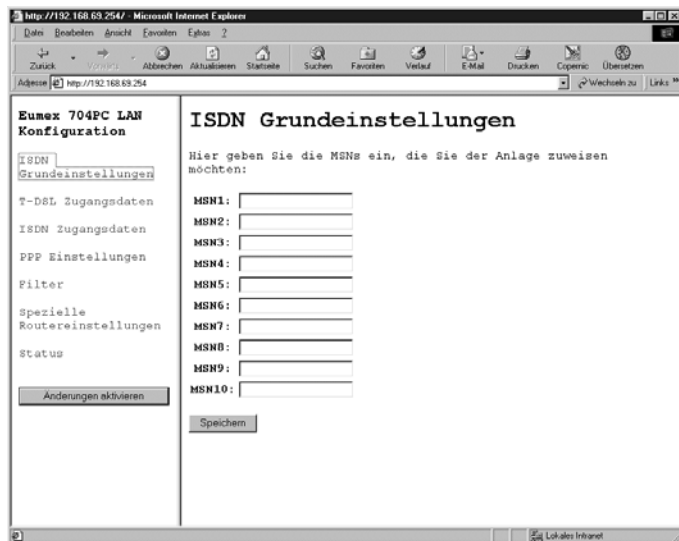 http://192.168.69.254/ - Microsoft Internet Explorer
Datei Bearbeiten Ansicht Favoriten Extras ?
Zurück Vorwärts Abbrechen Aktualisieren Startseite Suchen Favoriten Verlauf E-Mail Drucken Copernic Übersetzen
Adresse http://192.168.69.254 Wechseln zu Links »
Eumex 704PC LAN
Konfiguration
ISDN
Grundeinstellungen
T-DSL Zugangsdaten
ISDN Zugangsdaten
PPP Einstellungen
Filter
Spezielle
Routereinstellungen
Status
Änderungen aktivieren
ISDN Grundeinstellungen
Hier geben Sie die MSNs ein, die Sie der Anlage zuweisen
möchten:
MSN1:
MSN2:
MSN3:
MSN4:
MSN5:
MSN6:
MSN7:
MSN8:
MSN9:
MSN10:
Speichern
Lokales Intranet